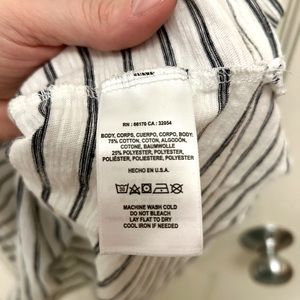 RN : 66170 CA : 32054
BODY, CORPS, CUERPO, CORPO, BODY:
75% COTTON, COTON, ALGODON,
COTONE, BAUMWOLLE
25% POLYESTER, POLYESTER,
POLIÉSTER, POLIESTERE, POLYESTER
HECHO EN U.S.A.
MACHINE WASH COLD
DO NOT BLEACH
LAY FLAT TO DRY
COOL IRON IF NEEDED